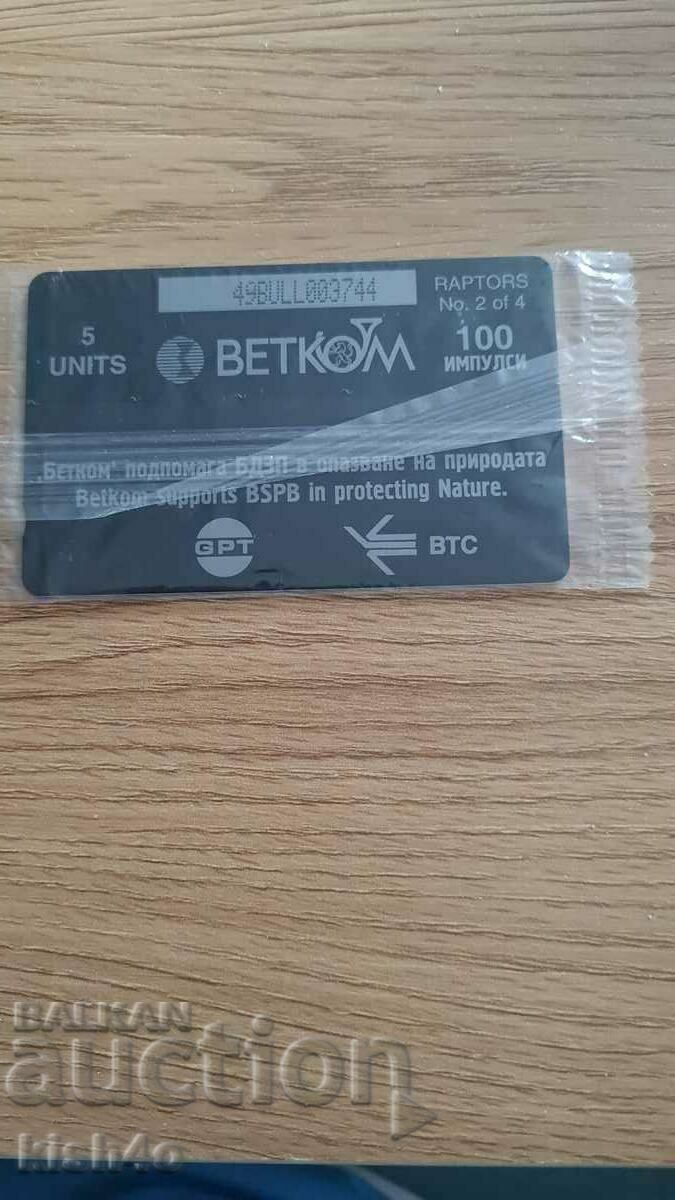 49BULL003744
RAPTORS
No. 2 of 4
5
UNITS
BETKOM
100
ИМПУЛСИ
„Бетком" подпомага БДЗП в опазване на природата
Betkom supports BSPB in protecting Nature.
GPT
BTC
BALKAN
auction
kish4o